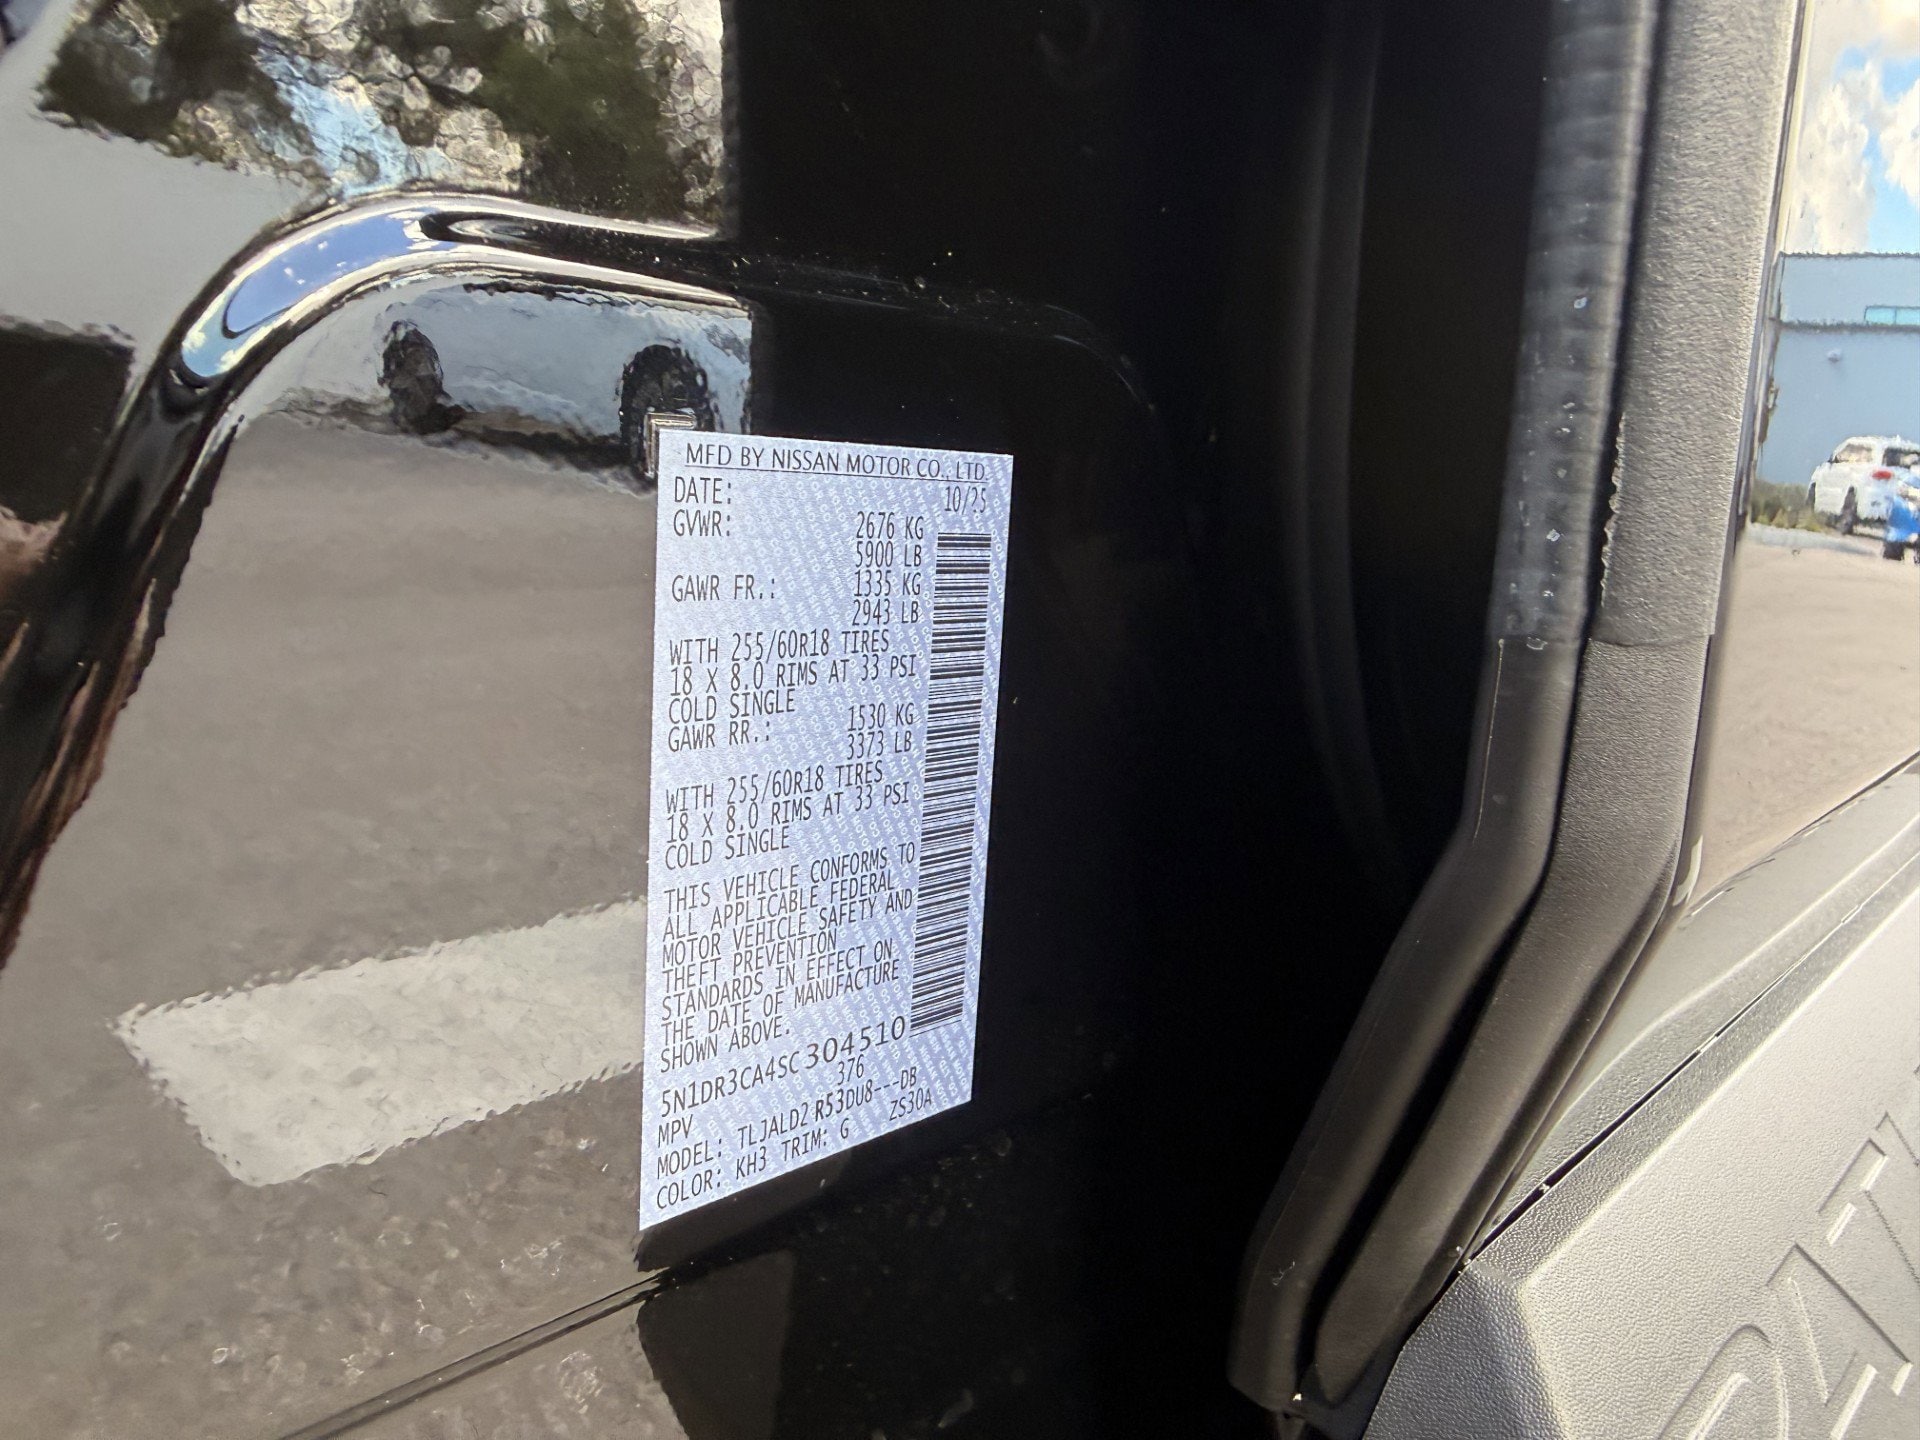 MFD BY NISSAN MOTOR CO., LTD
DATE: 10/25
GVWR: 2676 KG
5900 LB
GAWR FR.: 1335 KG
2943 LB
WITH 255/60R18 TIRES
18 X 8.0 RIMS AT 33 PSI
COLD SINGLE
GAWR RR.: 1530 KG
3373 LB
WITH 255/60R18 TIRES
18 X 8.0 RIMS AT 33 PSI
COLD SINGLE
THIS VEHICLE CONFORMS TO
ALL APPLICABLE FEDERAL
MOTOR VEHICLE SAFETY AND
THEFT PREVENTION
STANDARDS IN EFFECT ON
THE DATE OF MANUFACTURE
SHOWN ABOVE.
5N1DR3CA4SC304510
MPV 376
MODEL: TLJALD2 R53DU8---DB
COLOR: KH3 TRIM: G ZS30A